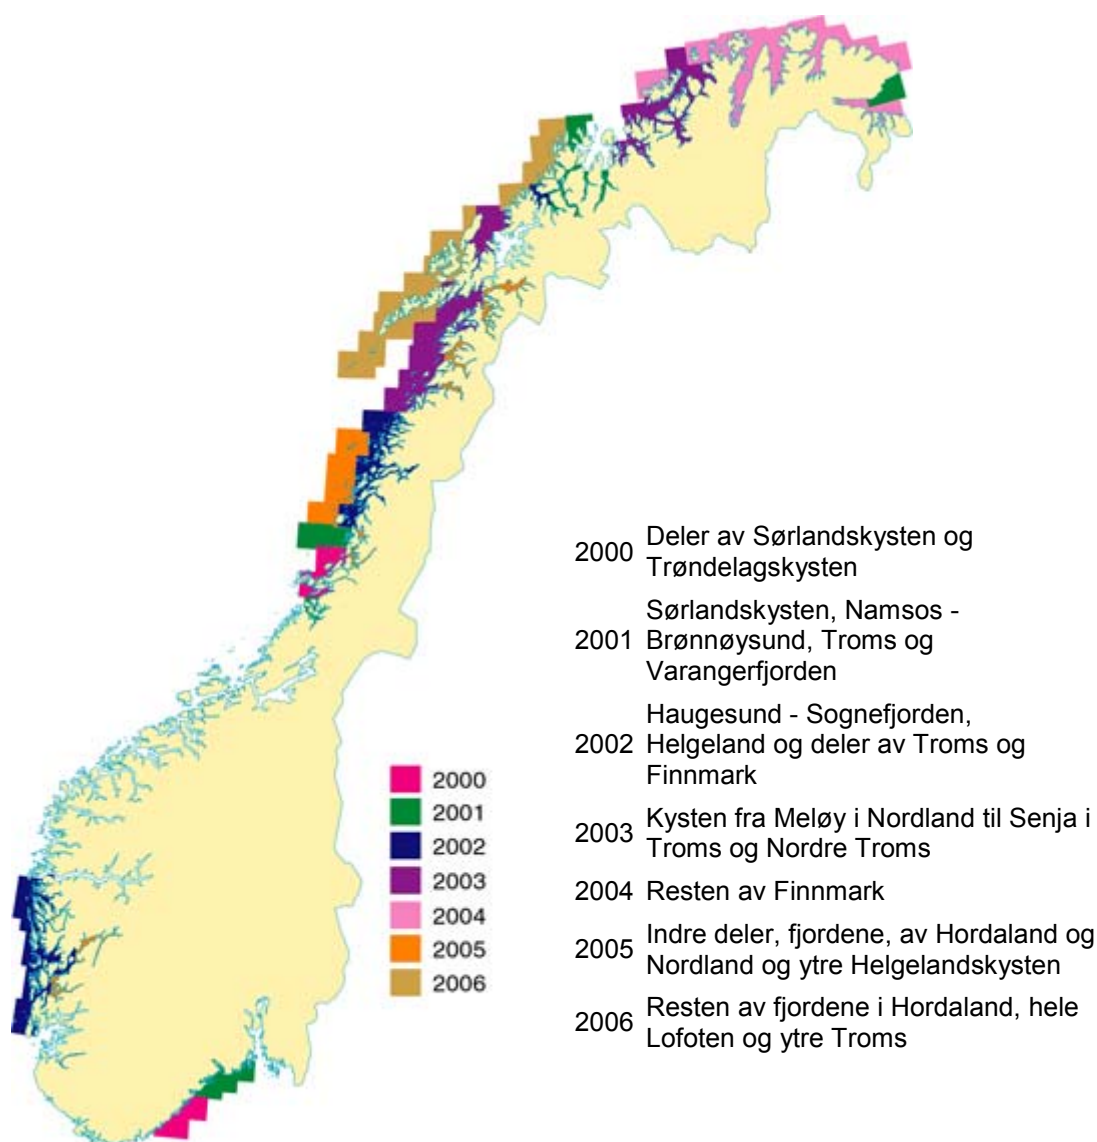 2000
2001
2002
2003
2004
2005
2006
2000 Deler av Sørlandskysten og
Trøndelagskysten
Sørlandskysten, Namsos -
2001 Brønnøysund, Troms og
Varangerfjorden
Haugesund - Sognefjorden,
2002 Helgeland og deler av Troms og
Finnmark
2003 Kysten fra Meløy i Nordland til Senja i
Troms og Nordre Troms
2004 Resten av Finnmark
2005 Indre deler, fjordene, av Hordaland og
Nordland og ytre Helgelandskysten
2006 Resten av fjordene i Hordaland, hele
Lofoten og ytre Troms